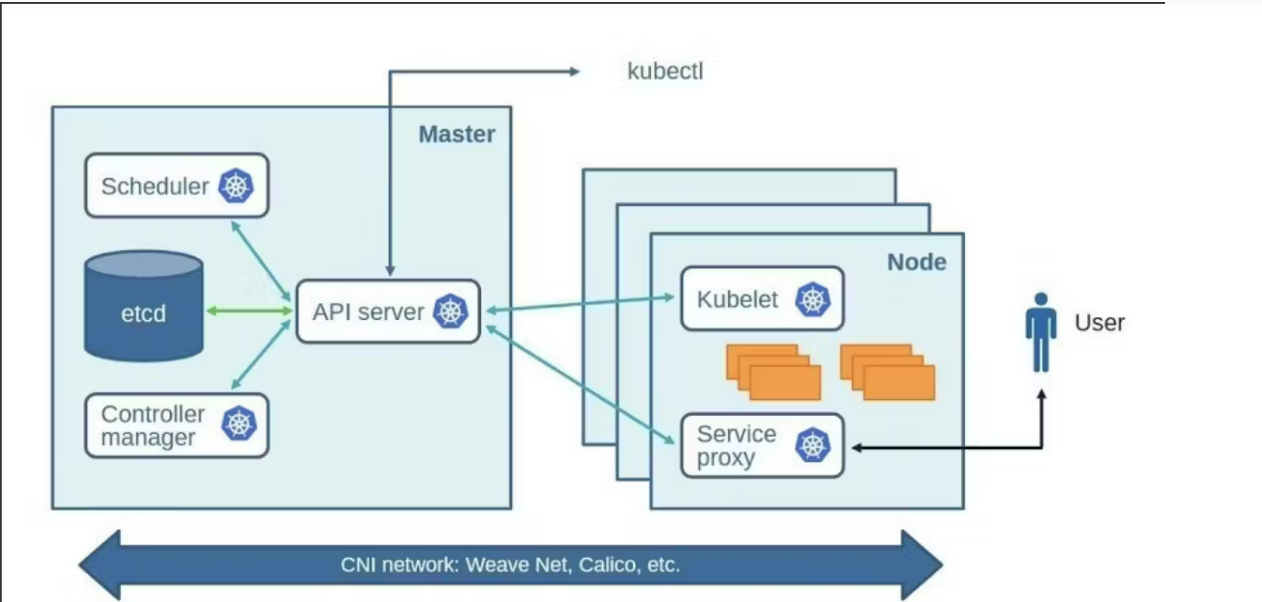 kubectl
Master
Scheduler
etcd
API server
Controller
manager
Node
Kubelet
Service
proxy
User
CNI network: Weave Net, Calico, etc.